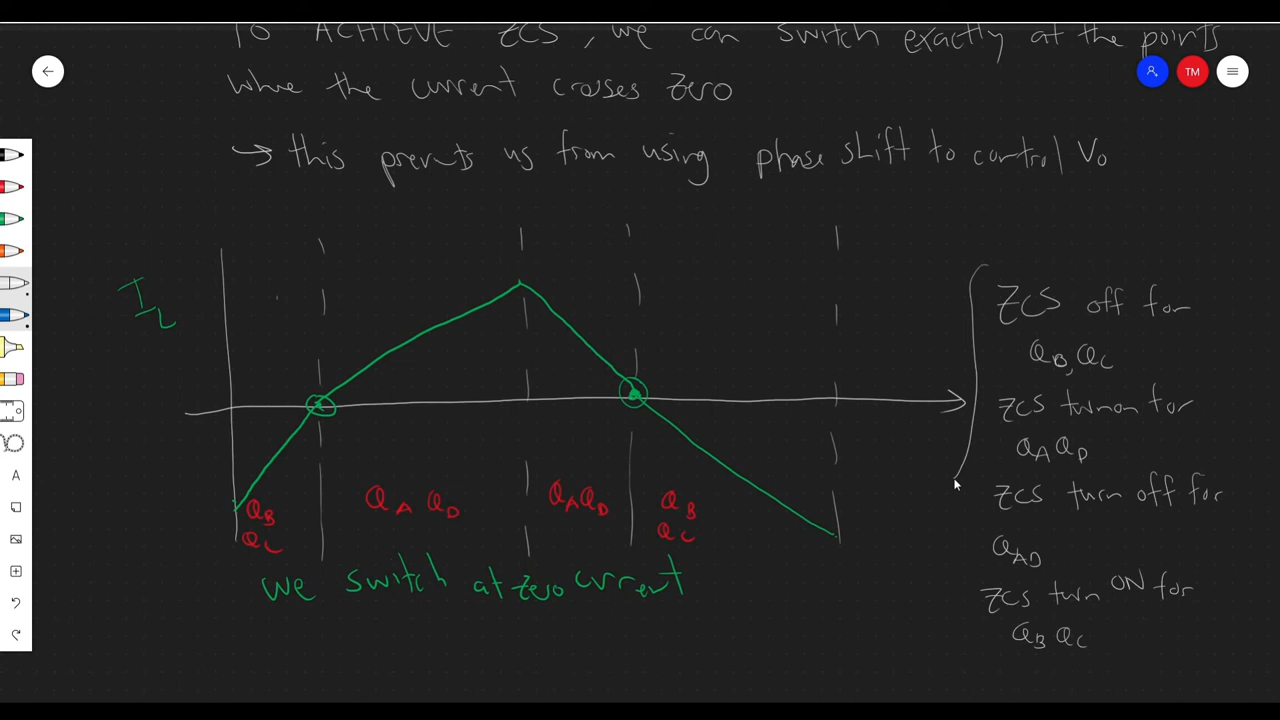 TO ACHIEVE ZCS, we can switch exactly at the points
where the current crosses zero
→ this prevents us from using phase shift to control Vo
TM
IL
ZCS off for
QB, QC
ZCS turn on for
QA QD
ZCS turn off for
QAD
ZCS turn ON for
QB QC
QB
QC
QA QD
QA QD
QB
QC
we switch at zero current
A